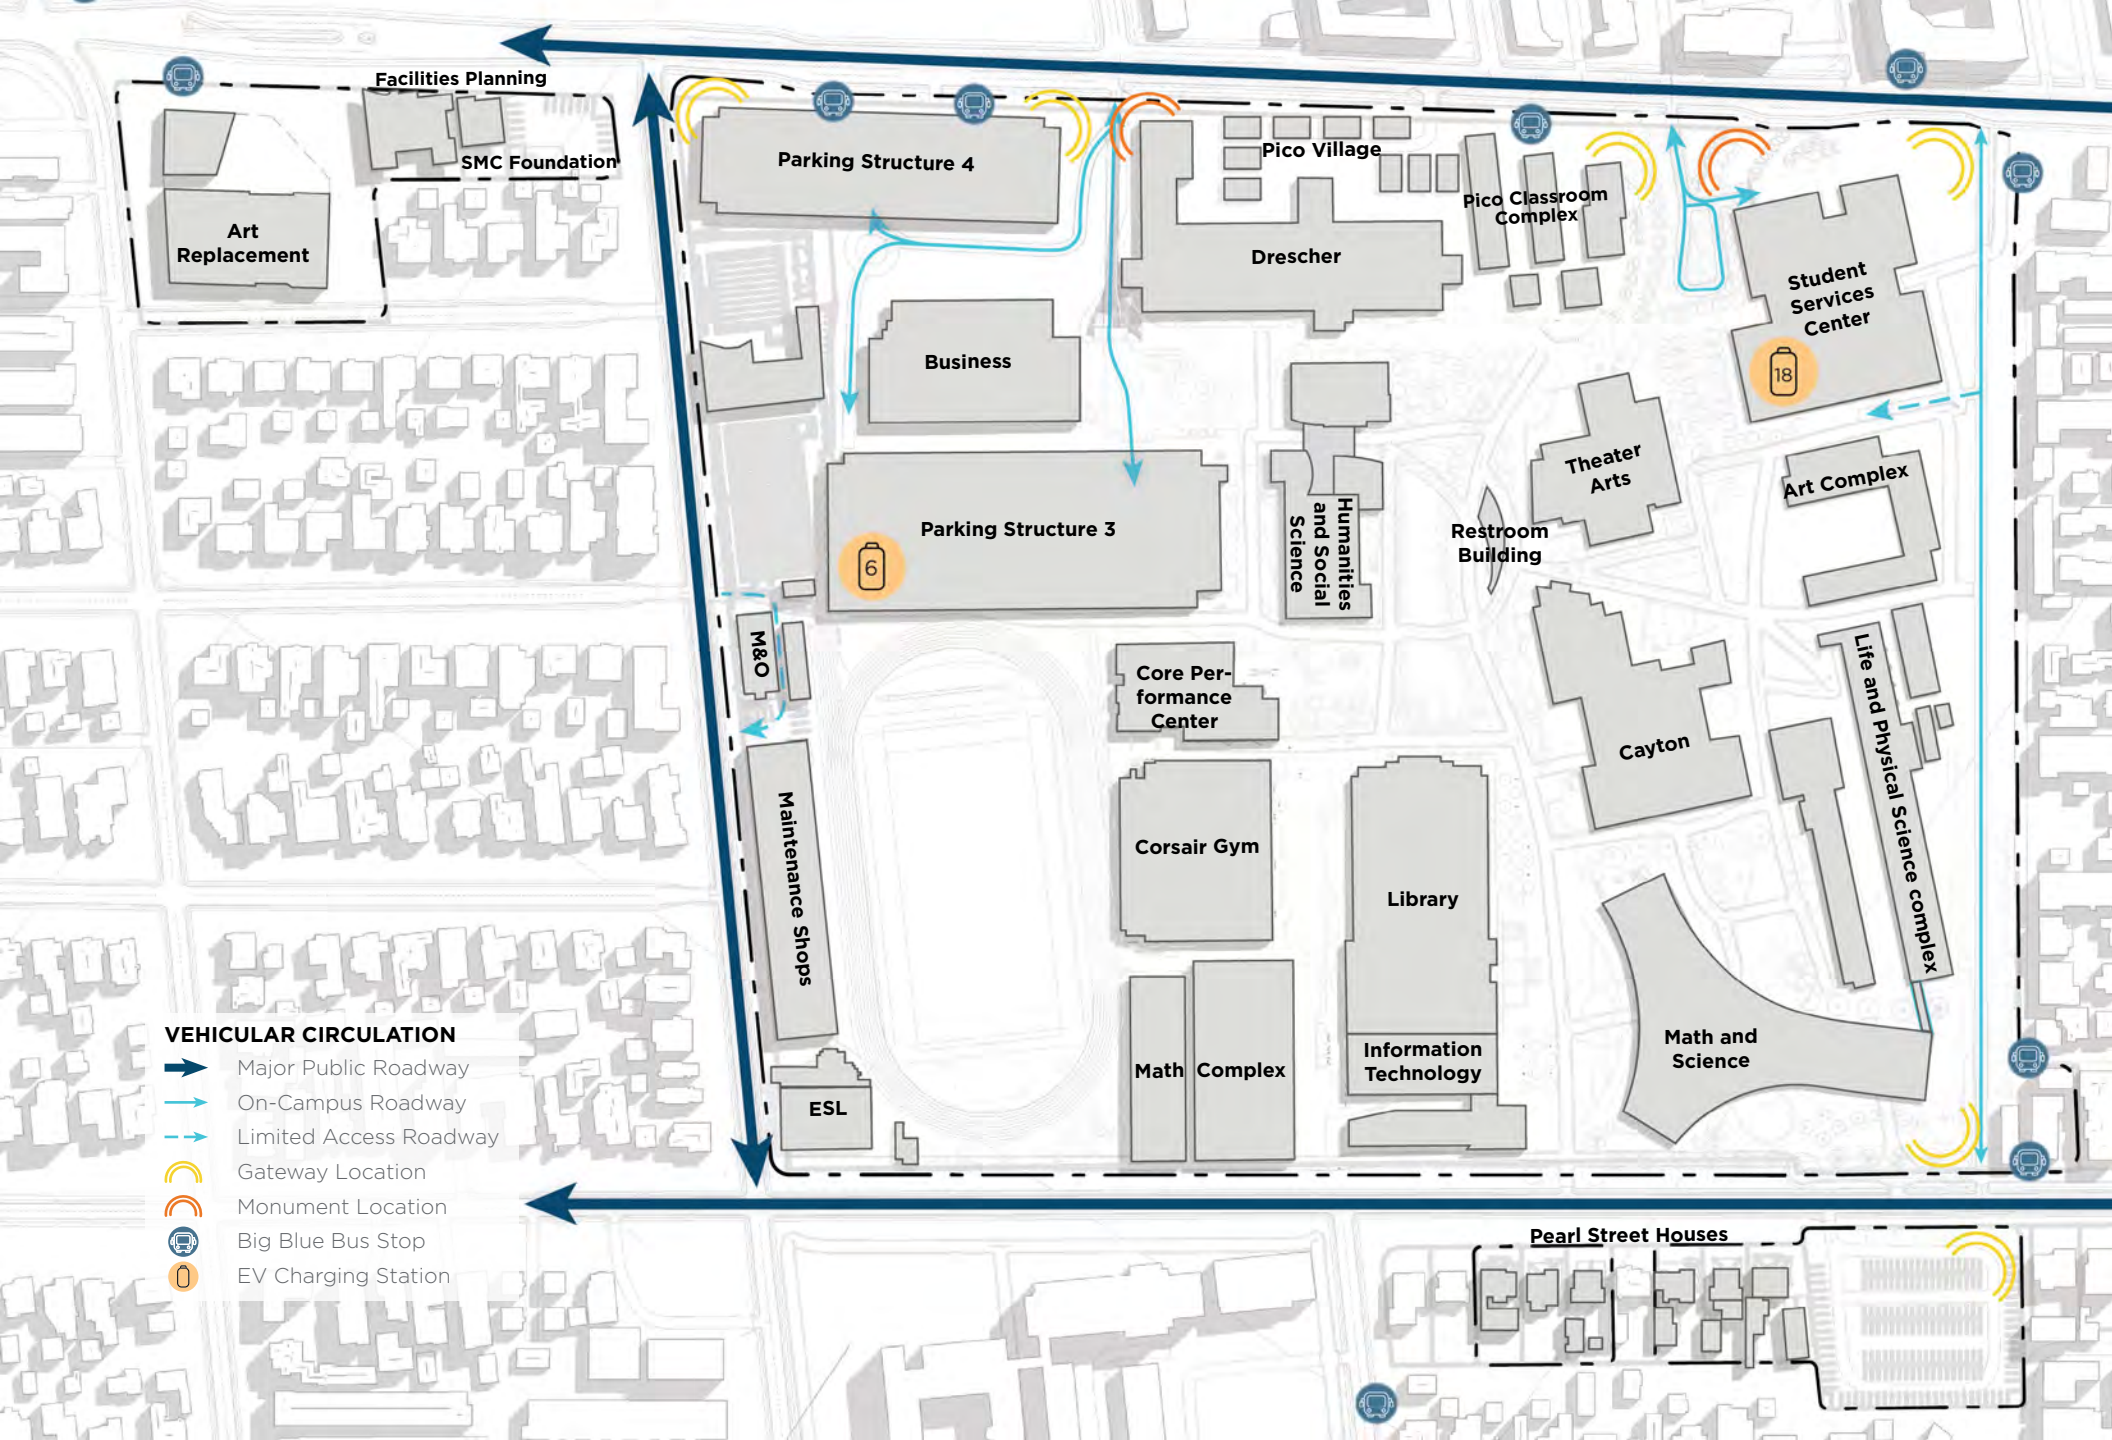 Facilities Planning
SMC Foundation
Art
Replacement
Parking Structure 4
Pico Village
Pico Classroom
Complex
Drescher
Student
Services
Center
18
Business
Theater
Arts
Art Complex
Parking Structure 3
6
Humanities
and Social
Science
Restroom
Building
M&O
Core Per-
formance
Center
Cayton
Life and Physical Science complex
Maintenance Shops
Corsair Gym
Library
Math and
Science
Information
Technology
Math Complex
ESL
VEHICULAR CIRCULATION
Major Public Roadway
On-Campus Roadway
Limited Access Roadway
Gateway Location
Monument Location
Big Blue Bus Stop
EV Charging Station
Pearl Street Houses